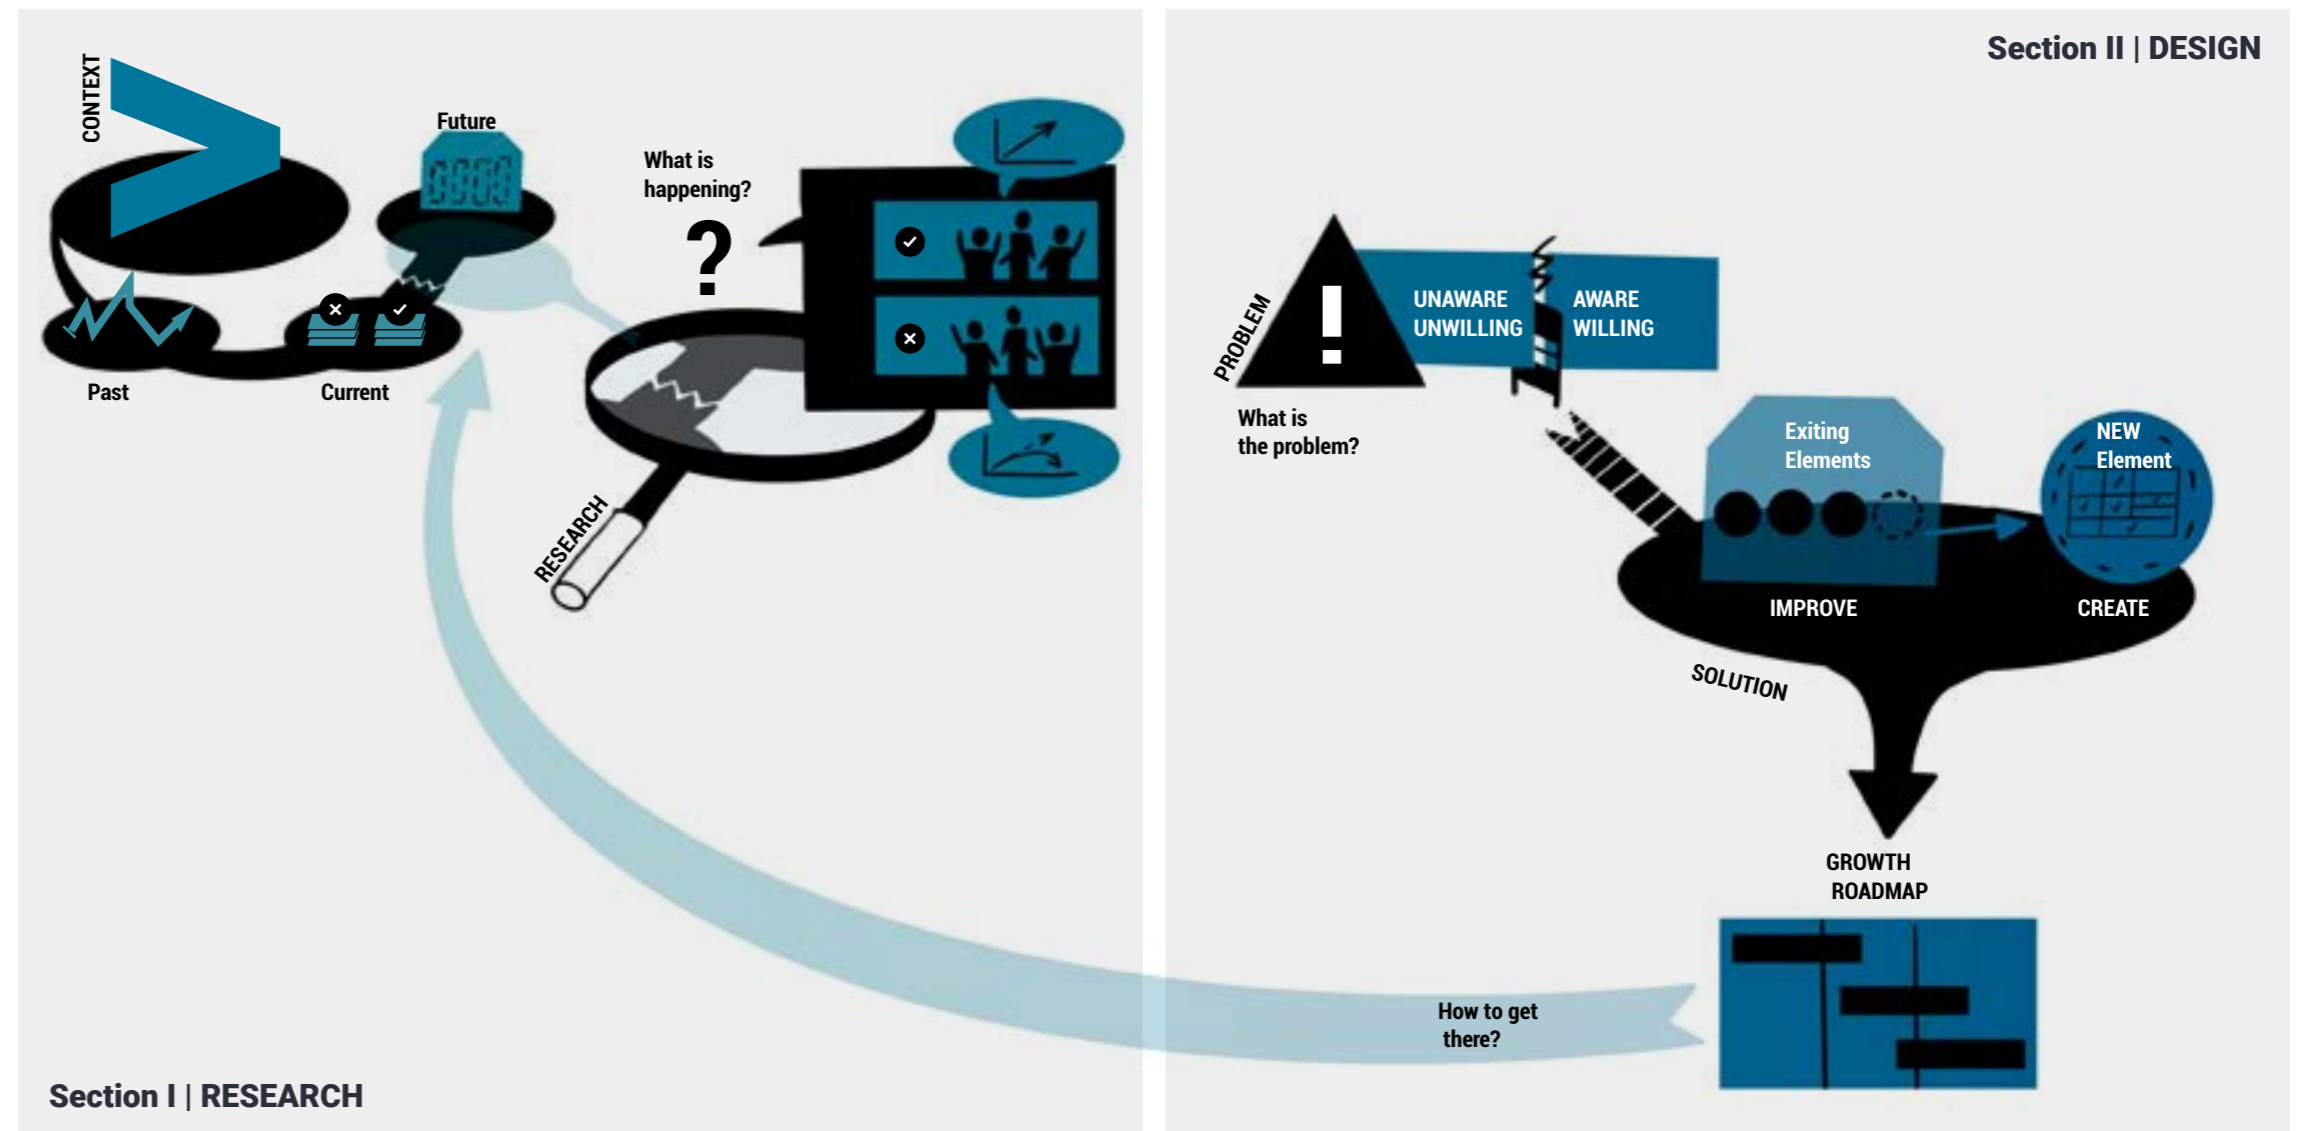 CONTEXT
Future
Past
Current
What is
happening?
?
RESEARCH
Section I | RESEARCH
Section II | DESIGN
PROBLEM
!
UNAWARE
UNWILLING
AWARE
WILLING
What is
the problem?
Exiting
Elements
NEW
Element
IMPROVE
CREATE
SOLUTION
GROWTH
ROADMAP
How to get
there?